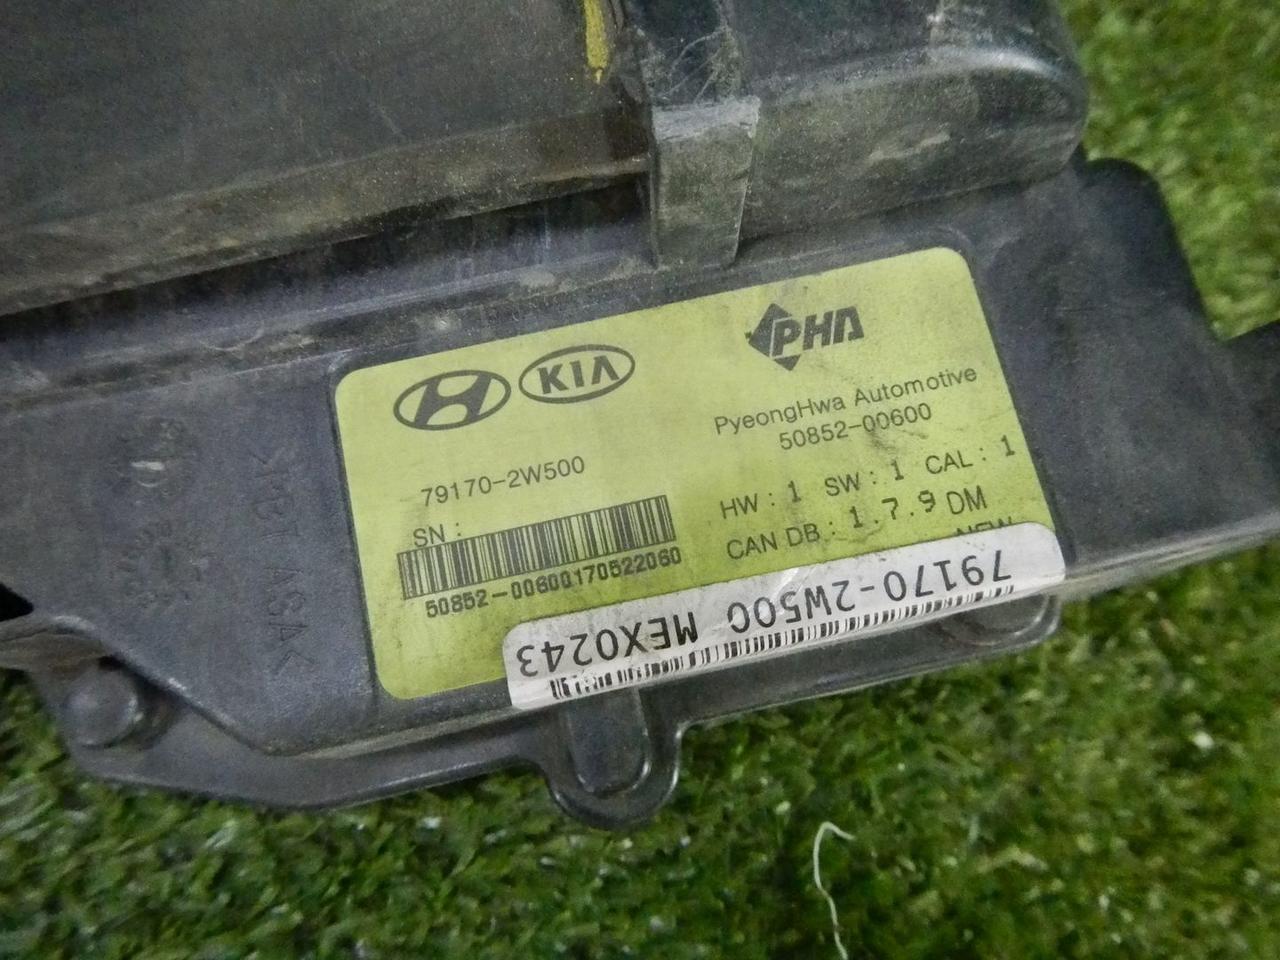 KIA
PHA
PyeongHwa Automotive
50852-00600
79170-2W500
HW : 1 SW : 1 CAL : 1
SN :
CAN DB : 1.7.9 DM
NEW
50852-00600170522060
79170-2W500 MEX0243